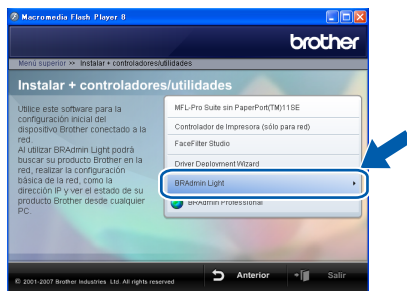 Macromedia Flash Player 8
brother
Menú superior >> Instalar + controladores/utilidades
Instalar + controladores/utilidades
Utilice este software para la
configuración inicial del
dispositivo Brother conectado a la
red.
Al utilizar BRAdmin Light podrá
buscar su producto Brother en la
red, realizar la configuración
básica de la red, como la
dirección IP y ver el estado de su
producto Brother desde cualquier
PC.
MFL-Pro Suite sin PaperPort(TM)11SE
Controlador de Impresora (sólo para red)
FaceFilter Studio
Driver Deployment Wizard
BRAdmin Light
BRAdmin Professional
© 2001-2007 Brother Industries Ltd. All rights reserved
Anterior
Salir